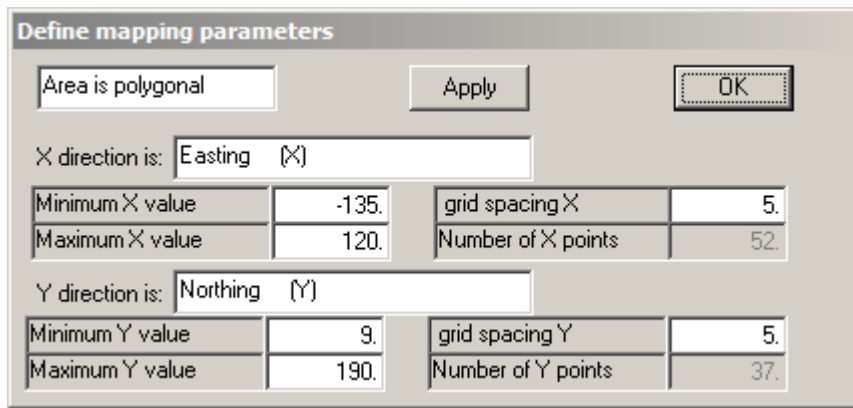 Define mapping parameters
Area is polygonal Apply OK
X direction is: Easting (X)
Minimum X value -135. grid spacing X 5.
Maximum X value 120. Number of X points 52.
Y direction is: Northing (Y)
Minimum Y value 9. grid spacing Y 5.
Maximum Y value 190. Number of Y points 37.